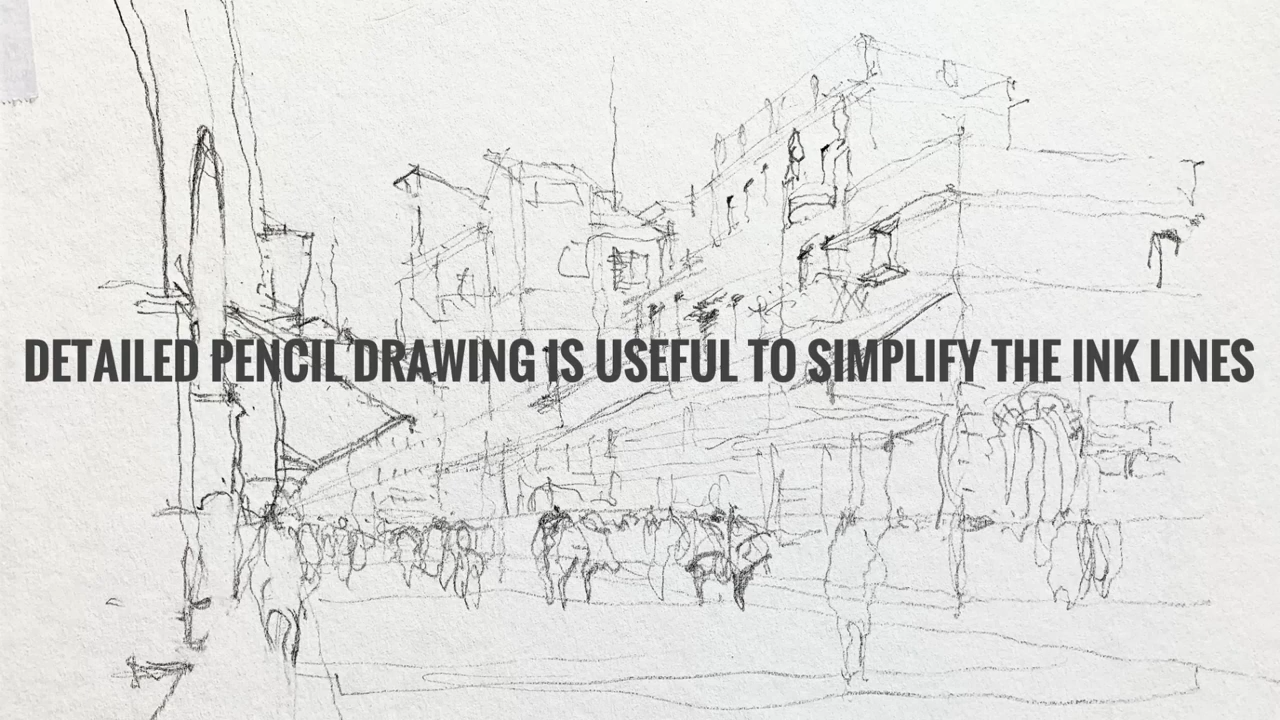 DETAILED PENCIL DRAWING IS USEFUL TO SIMPLIFY THE INK LINES